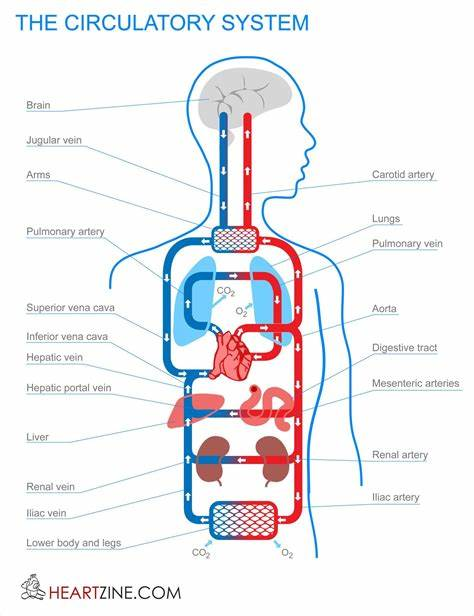 THE CIRCULATORY SYSTEM
Brain
Jugular vein
Arms
Pulmonary artery
Superior vena cava
Inferior vena cava
Hepatic vein
Hepatic portal vein
Liver
Renal vein
Iliac vein
Lower body and legs
Carotid artery
Lungs
Pulmonary vein
Aorta
Digestive tract
Mesenteric arteries
Renal artery
Iliac artery
CO2
O2
CO2
O2
HEARTZINE.COM